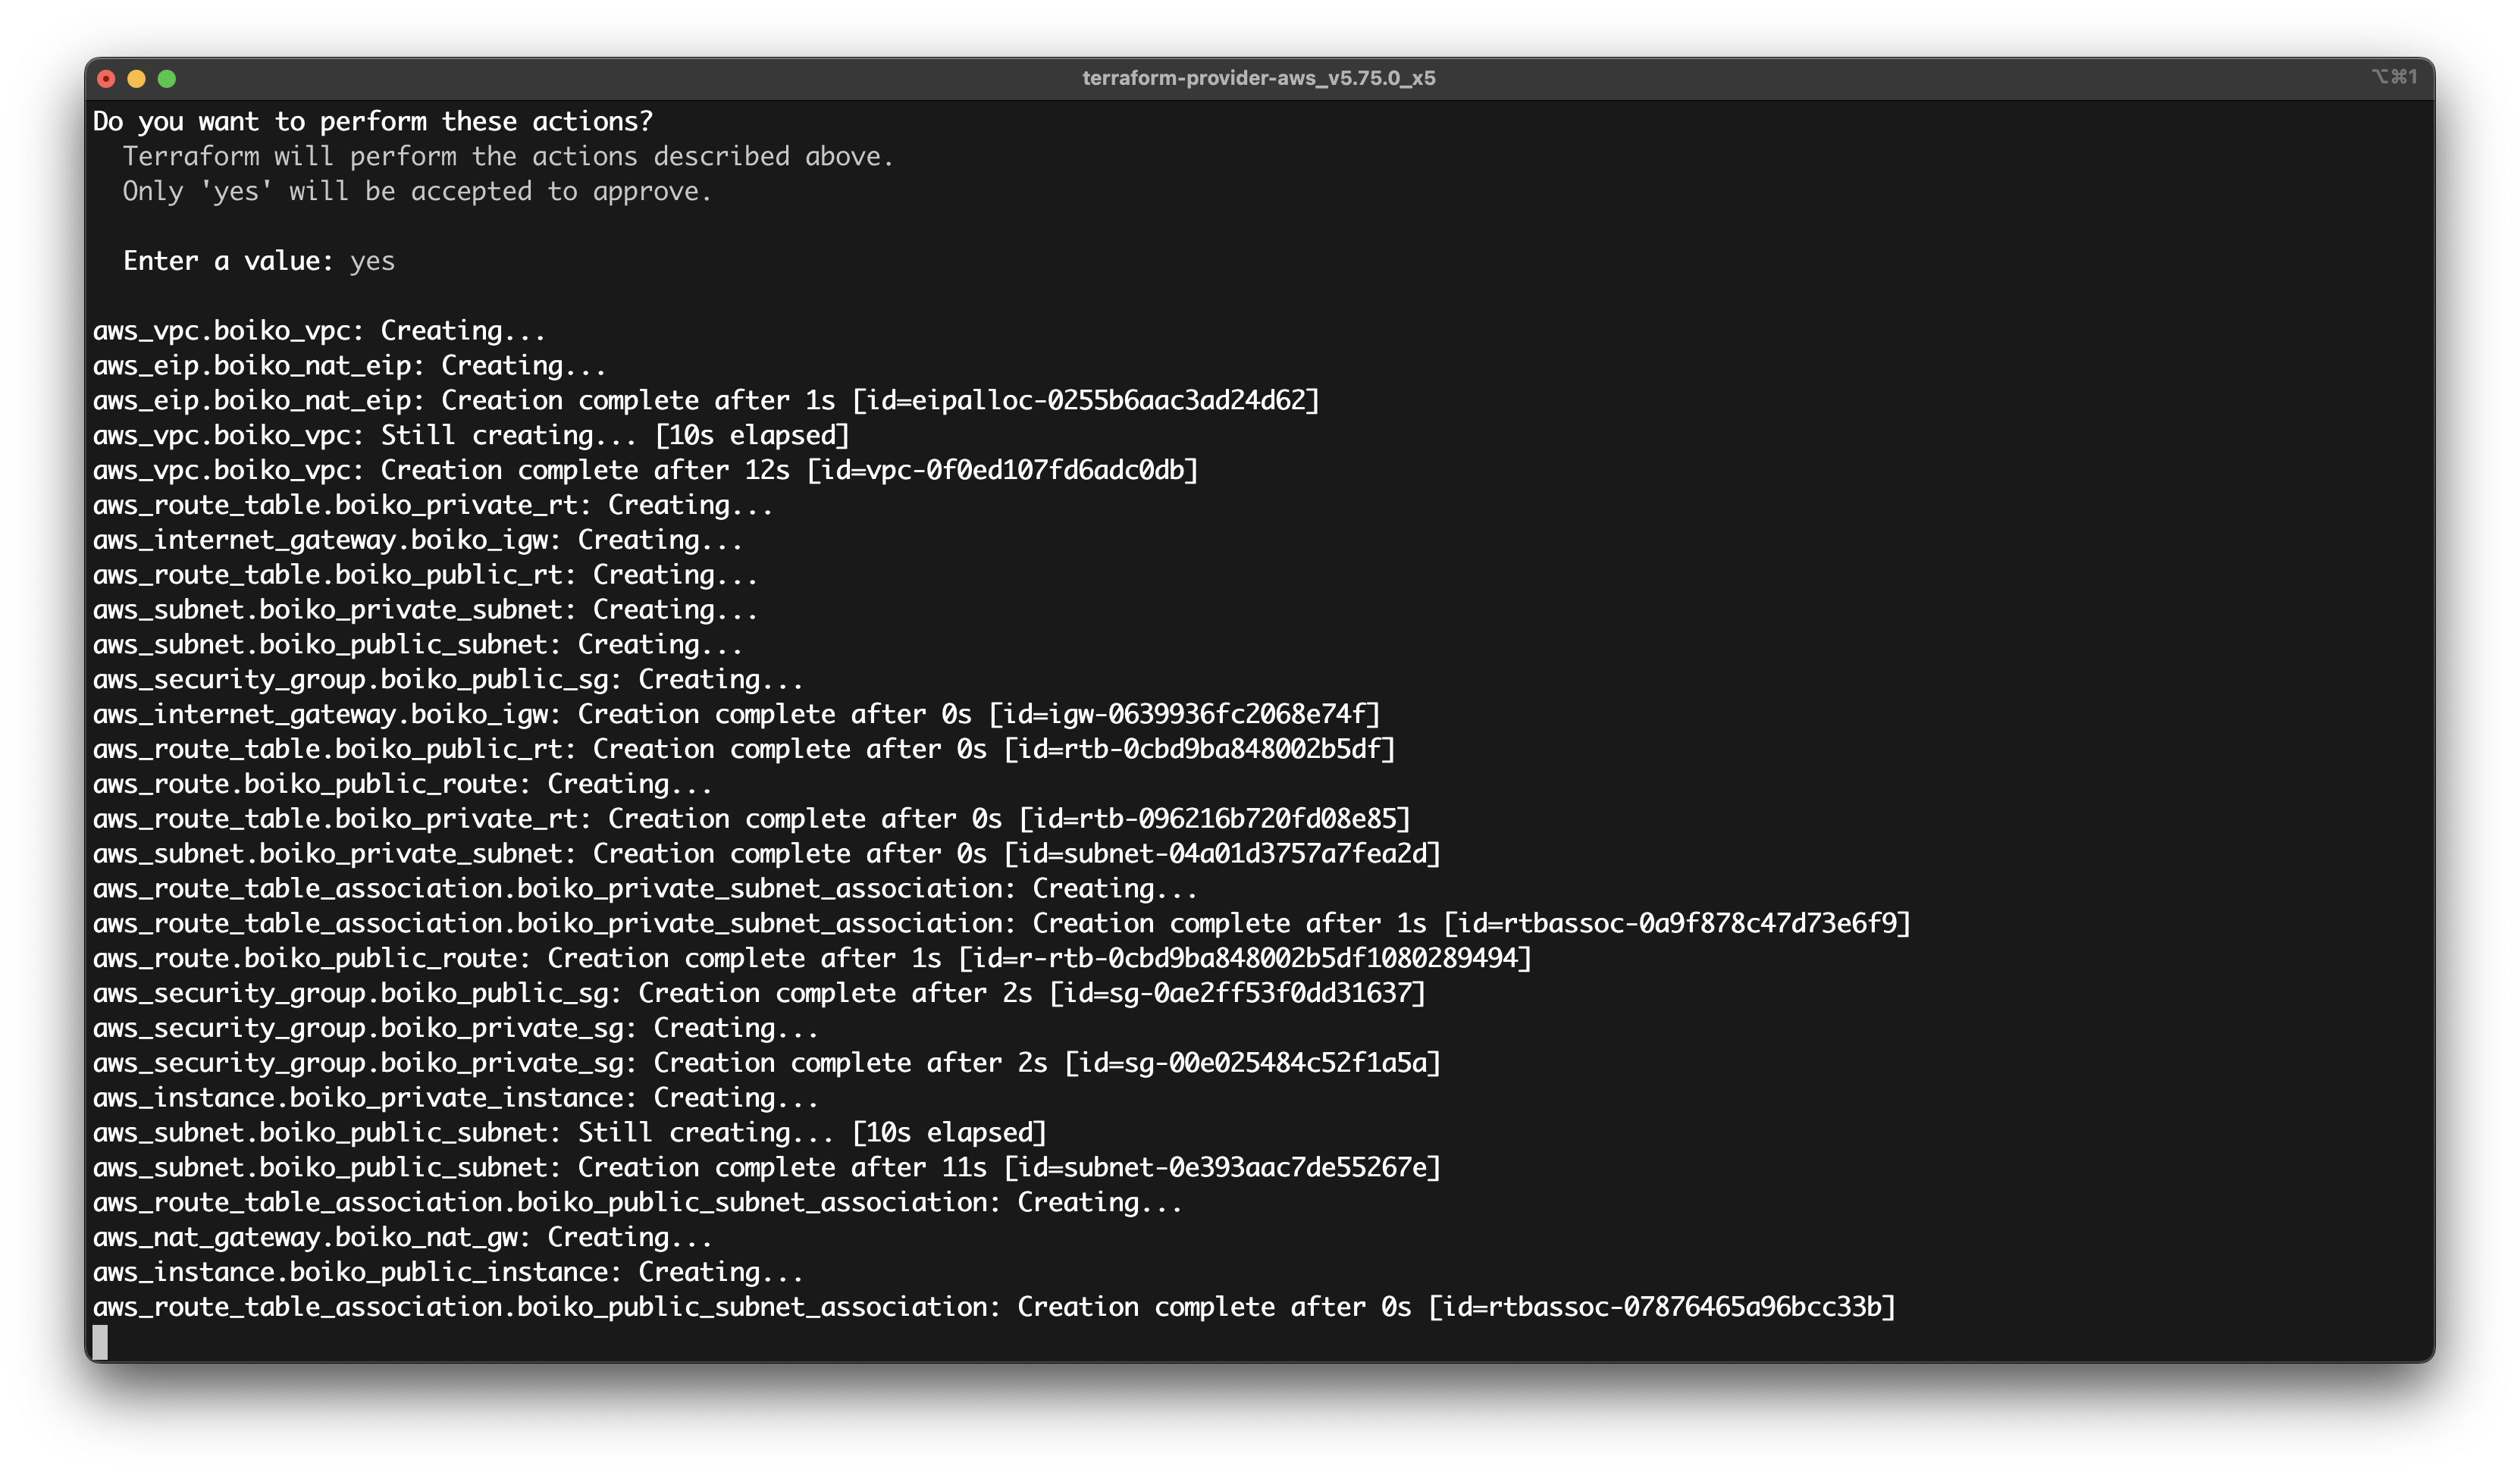 terraform-provider-aws_v5.75.0_x5
⌥⌘1
Do you want to perform these actions?
  Terraform will perform the actions described above.
  Only 'yes' will be accepted to approve.

  Enter a value: yes

aws_vpc.boiko_vpc: Creating...
aws_eip.boiko_nat_eip: Creating...
aws_eip.boiko_nat_eip: Creation complete after 1s [id=eipalloc-0255b6aac3ad24d62]
aws_vpc.boiko_vpc: Still creating... [10s elapsed]
aws_vpc.boiko_vpc: Creation complete after 12s [id=vpc-0f0ed107fd6adc0db]
aws_route_table.boiko_private_rt: Creating...
aws_internet_gateway.boiko_igw: Creating...
aws_route_table.boiko_public_rt: Creating...
aws_subnet.boiko_private_subnet: Creating...
aws_subnet.boiko_public_subnet: Creating...
aws_security_group.boiko_public_sg: Creating...
aws_internet_gateway.boiko_igw: Creation complete after 0s [id=igw-0639936fc2068e74f]
aws_route_table.boiko_public_rt: Creation complete after 0s [id=rtb-0cbd9ba848002b5df]
aws_route.boiko_public_route: Creating...
aws_route_table.boiko_private_rt: Creation complete after 0s [id=rtb-096216b720fd08e85]
aws_subnet.boiko_private_subnet: Creation complete after 0s [id=subnet-04a01d3757a7fea2d]
aws_route_table_association.boiko_private_subnet_association: Creating...
aws_route_table_association.boiko_private_subnet_association: Creation complete after 1s [id=rtbassoc-0a9f878c47d73e6f9]
aws_route.boiko_public_route: Creation complete after 1s [id=r-rtb-0cbd9ba848002b5df1080289494]
aws_security_group.boiko_public_sg: Creation complete after 2s [id=sg-0ae2ff53f0dd31637]
aws_security_group.boiko_private_sg: Creating...
aws_security_group.boiko_private_sg: Creation complete after 2s [id=sg-00e025484c52f1a5a]
aws_instance.boiko_private_instance: Creating...
aws_subnet.boiko_public_subnet: Still creating... [10s elapsed]
aws_subnet.boiko_public_subnet: Creation complete after 11s [id=subnet-0e393aac7de55267e]
aws_route_table_association.boiko_public_subnet_association: Creating...
aws_nat_gateway.boiko_nat_gw: Creating...
aws_instance.boiko_public_instance: Creating...
aws_route_table_association.boiko_public_subnet_association: Creation complete after 0s [id=rtbassoc-07876465a96bcc33b]